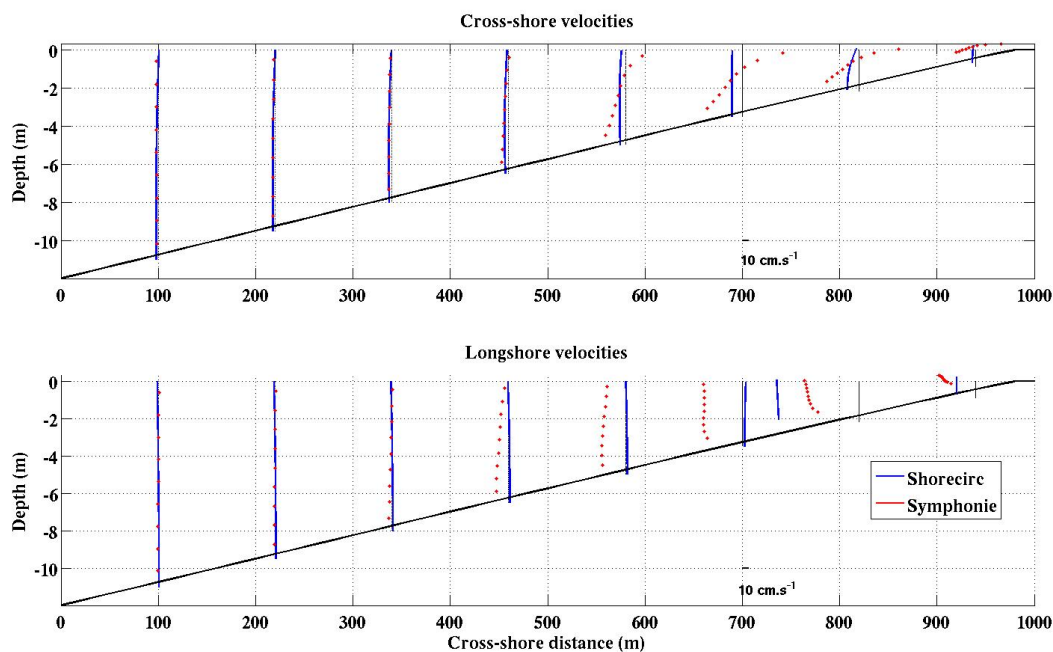 Cross-shore velocities
0
-2
-4
-6
-8
-10
Depth (m)
10 cm.s⁻¹
0 100 200 300 400 500 600 700 800 900 1000
Longshore velocities
0
-2
-4
-6
-8
-10
Depth (m)
Shorecirc
Symphonie
10 cm.s⁻¹
0 100 200 300 400 500 600 700 800 900 1000
Cross-shore distance (m)